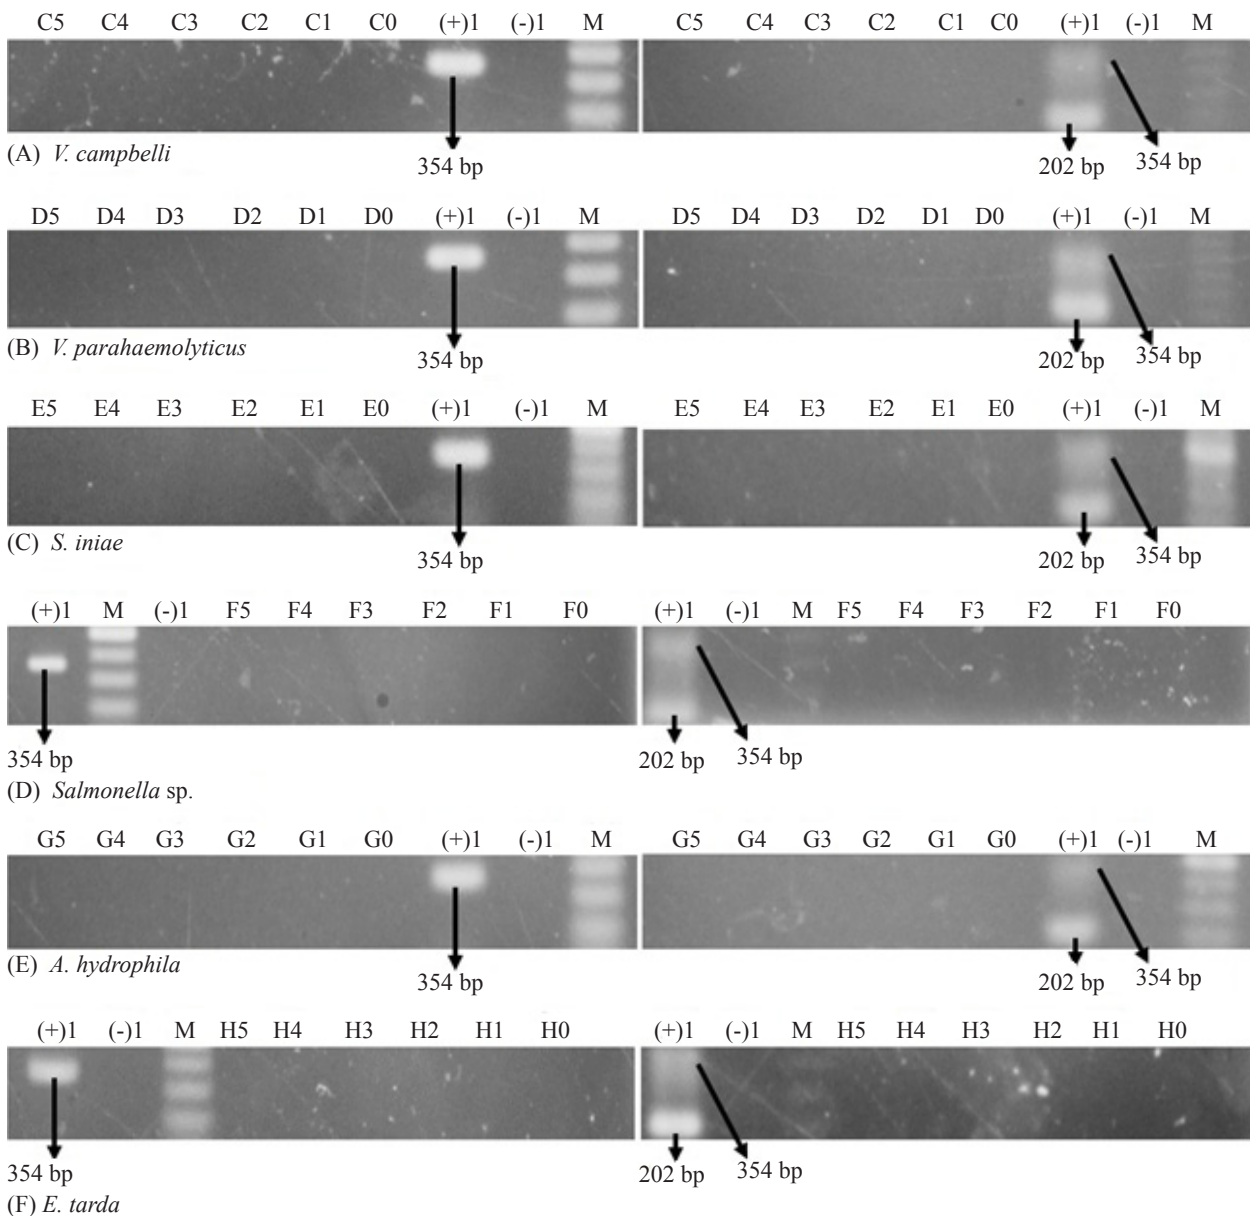 C5 C4 C3 C2 C1 C0 (+)1 (-)1 M C5 C4 C3 C2 C1 C0 (+)1 (-)1 M
354 bp 202 bp 354 bp
(A) V. campbelli
D5 D4 D3 D2 D1 D0 (+)1 (-)1 M D5 D4 D3 D2 D1 D0 (+)1 (-)1 M
354 bp 202 bp 354 bp
(B) V. parahaemolyticus
E5 E4 E3 E2 E1 E0 (+)1 (-)1 M E5 E4 E3 E2 E1 E0 (+)1 (-)1 M
354 bp 202 bp 354 bp
(C) S. iniae
(+)1 M (-)1 F5 F4 F3 F2 F1 F0 (+)1 (-)1 M F5 F4 F3 F2 F1 F0
354 bp 202 bp 354 bp
(D) Salmonella sp.
G5 G4 G3 G2 G1 G0 (+)1 (-)1 M G5 G4 G3 G2 G1 G0 (+)1 (-)1 M
354 bp 202 bp 354 bp
(E) A. hydrophila
(+)1 (-)1 M H5 H4 H3 H2 H1 H0 (+)1 (-)1 M H5 H4 H3 H2 H1 H0
354 bp 202 bp 354 bp
(F) E. tarda